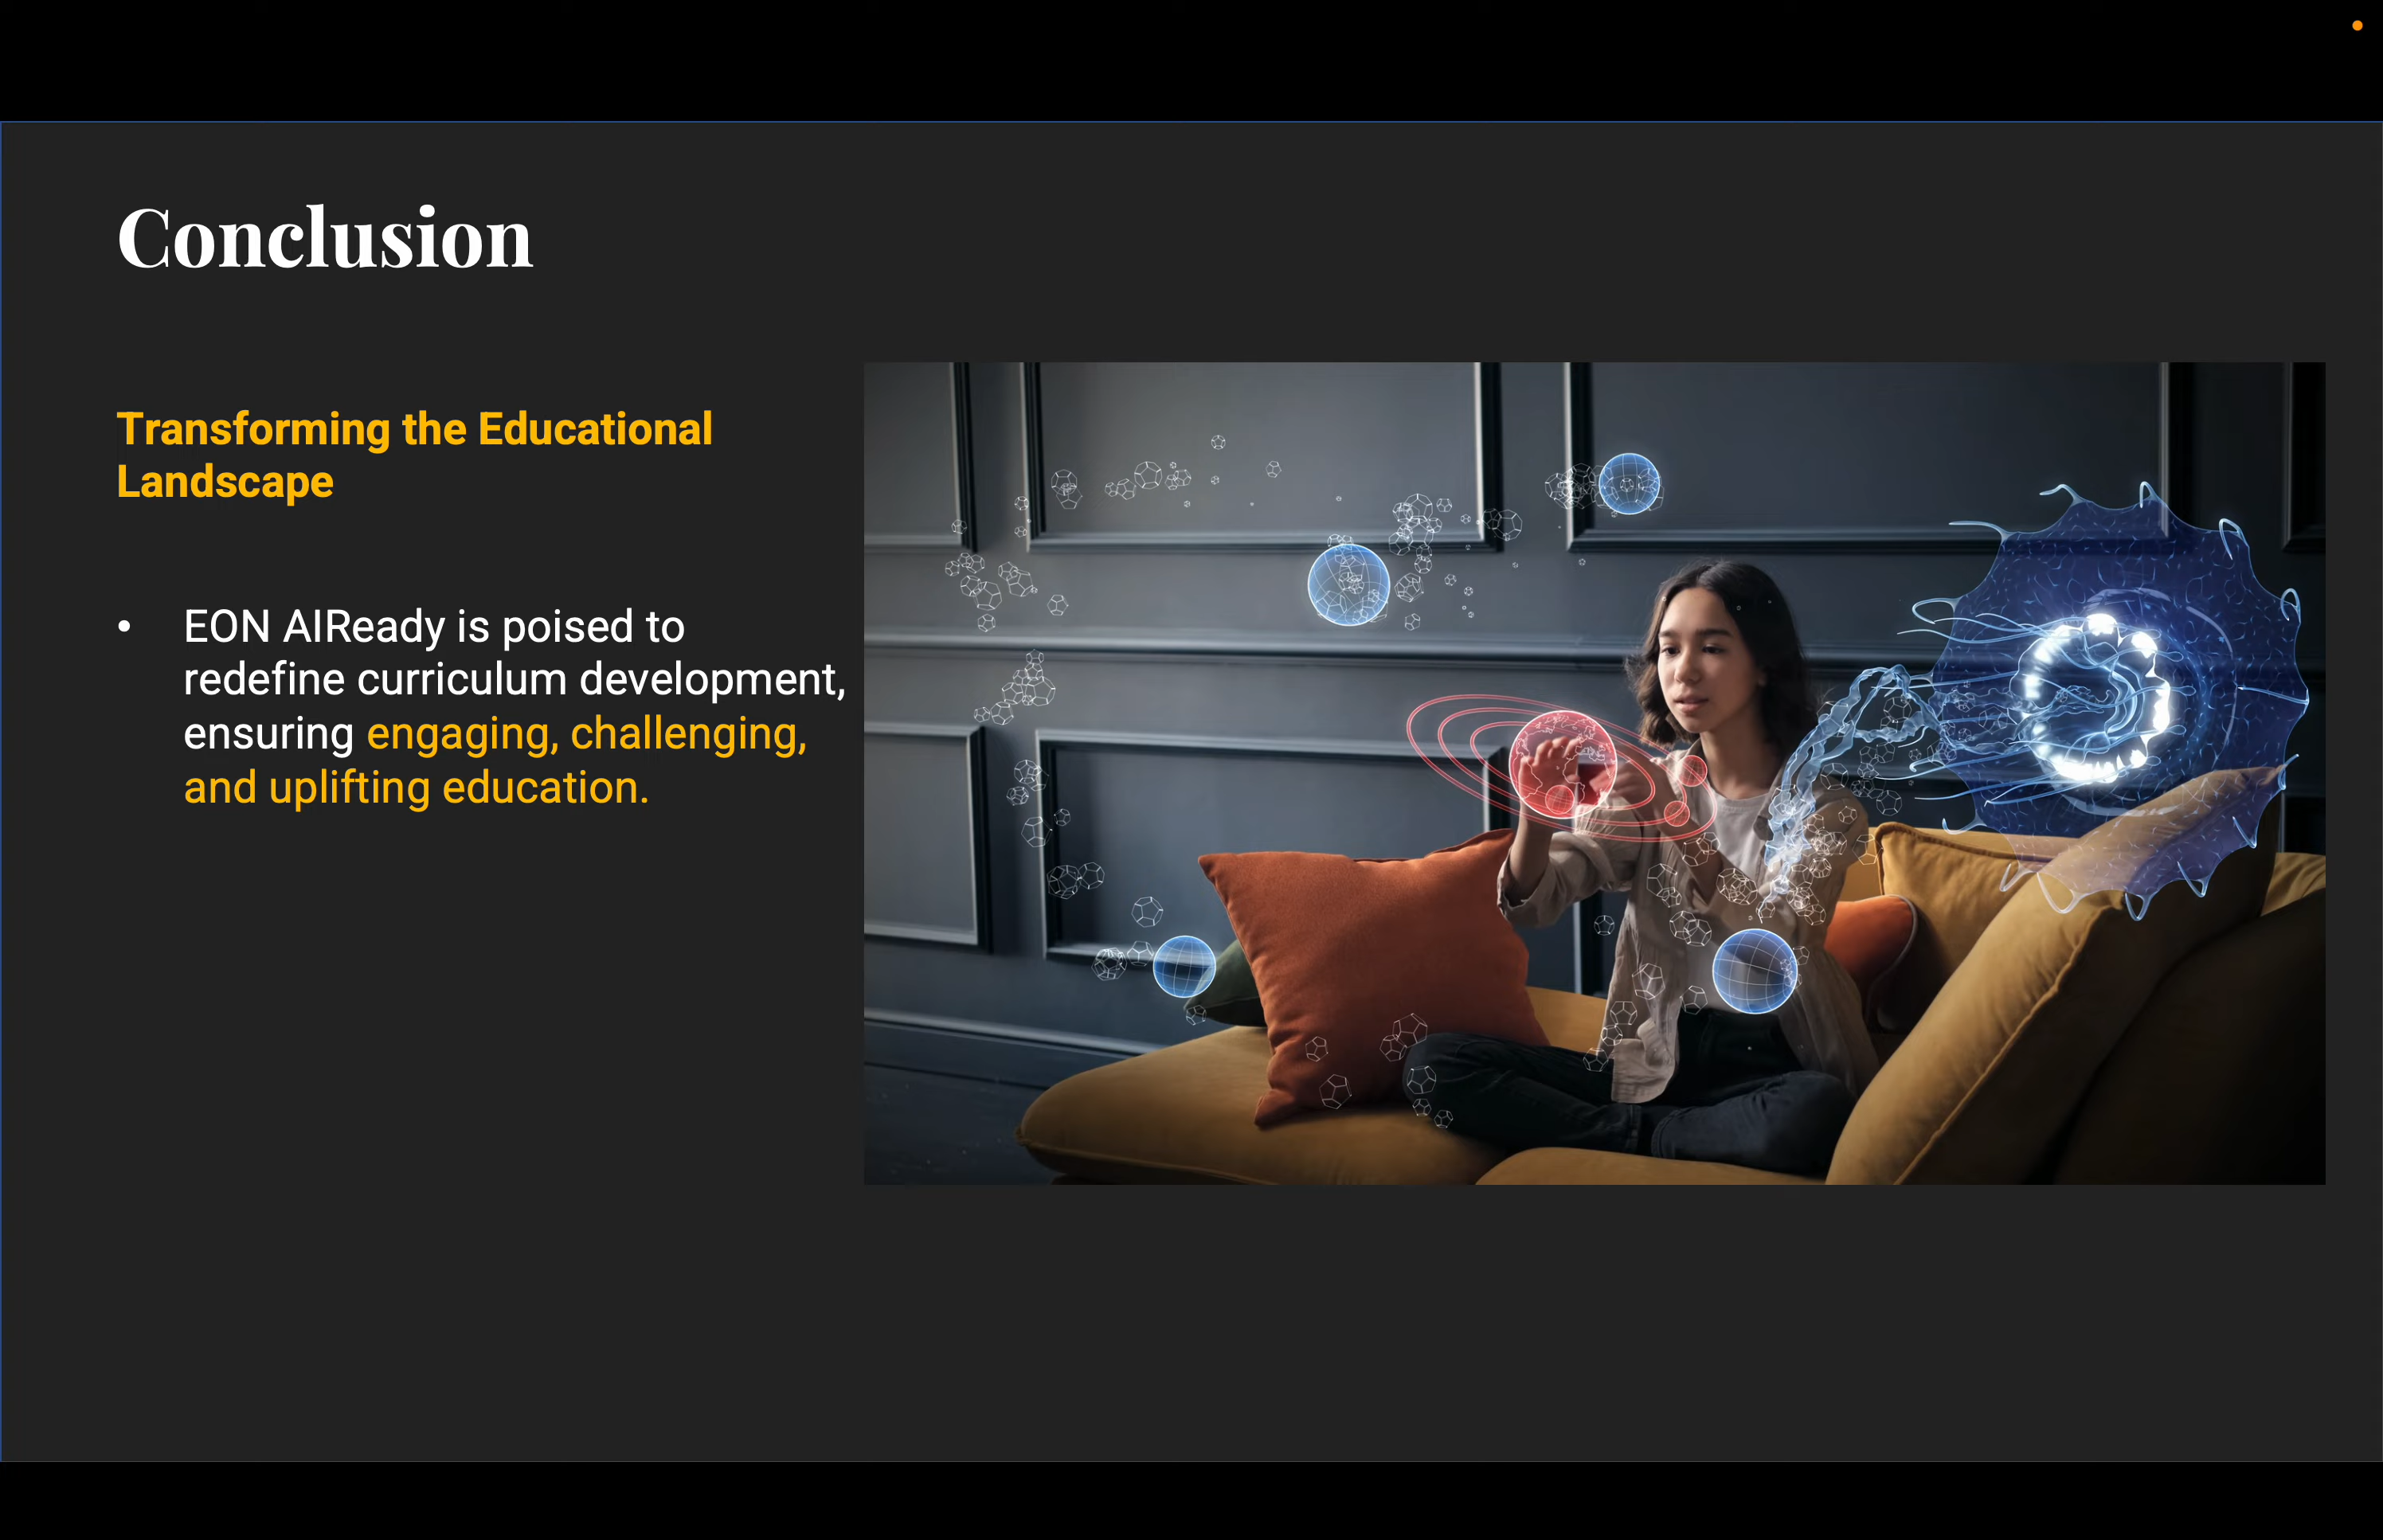 Conclusion
Transforming the Educational
Landscape
• EON AIReady is poised to
redefine curriculum development,
ensuring engaging, challenging,
and uplifting education.